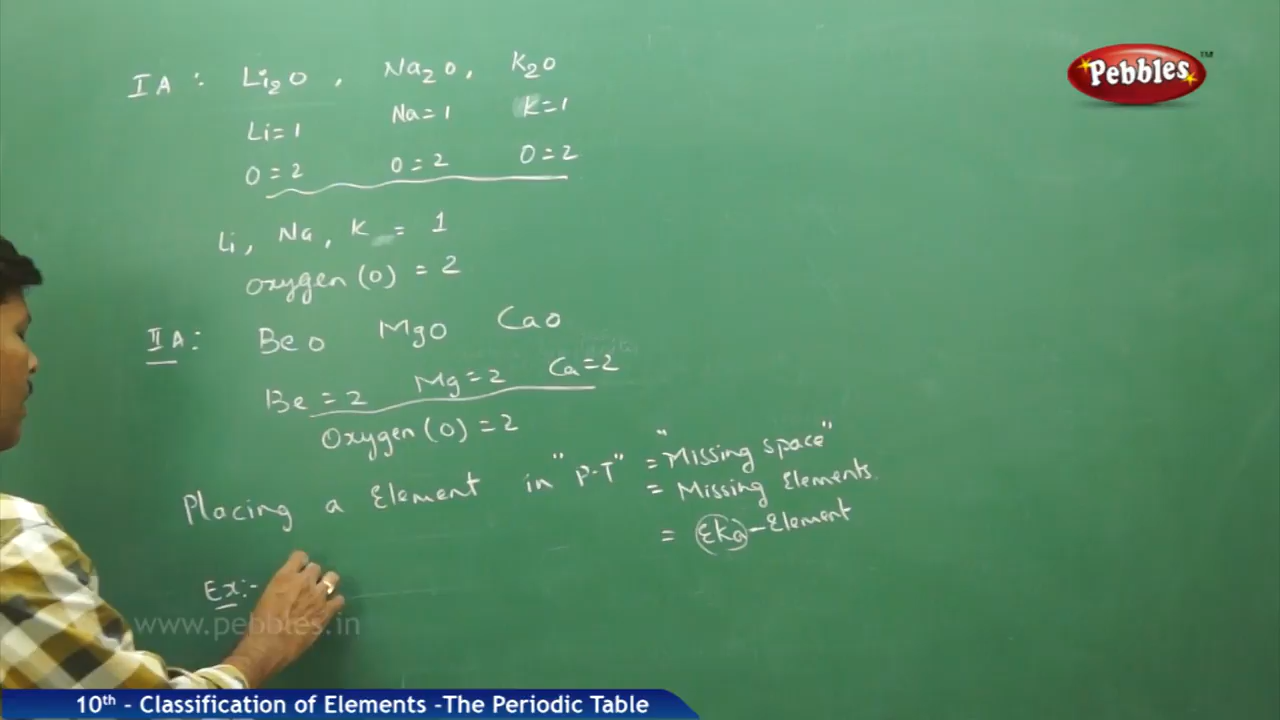 IA : Li₂O , Na₂O, K₂O
Li=1 Na=1 K=1
O=2 O=2 O=2
Li, Na, K = 1
Oxygen (O) = 2
IIA: BeO MgO CaO
Be = 2 Mg=2 Ca=2
Oxygen (O) = 2
Placing a Element in "P.T" = "Missing space"
= Missing Elements.
= Eka-Element
Ex:-
Pebbles™
www.pebbles.in
10th - Classification of Elements -The Periodic Table